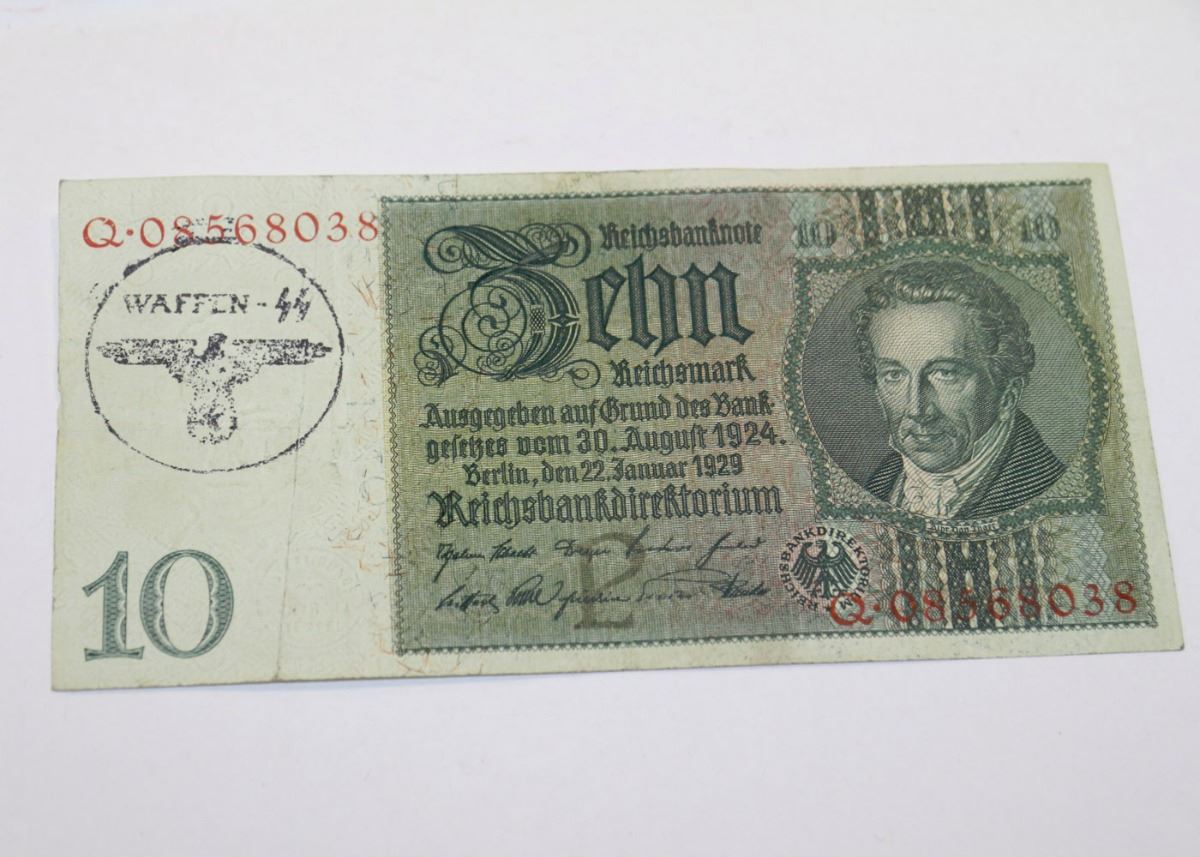 Q·08568038
WAFFEN-SS
10
Reichsbanknote
Zehn
Reichsmark
Ausgegeben auf Grund des Bank-
gesetzes vom 30. August 1924.
Berlin, den 22. Januar 1929
Reichsbankdirektorium
10
10
REICHSBANKDIREKTORIUM
Q·08568038